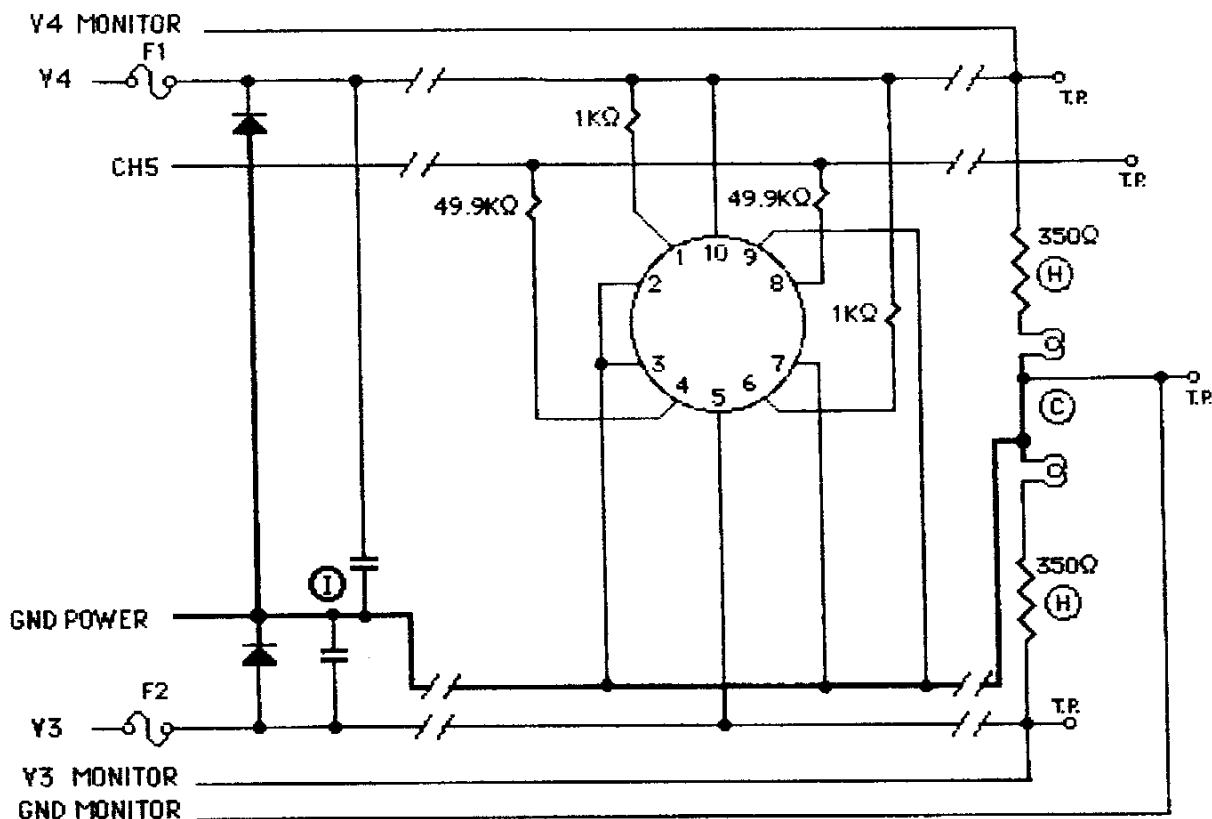 V4 MONITOR
F1
V4
T.P.
1KΩ
CH5
T.P.
49.9KΩ
49.9KΩ
350Ω
H
1 10 9
2 8
1KΩ
3 7
4 5 6
T.P.
C
I
350Ω
H
GND POWER
F2
V3
T.P.
V3 MONITOR
GND MONITOR